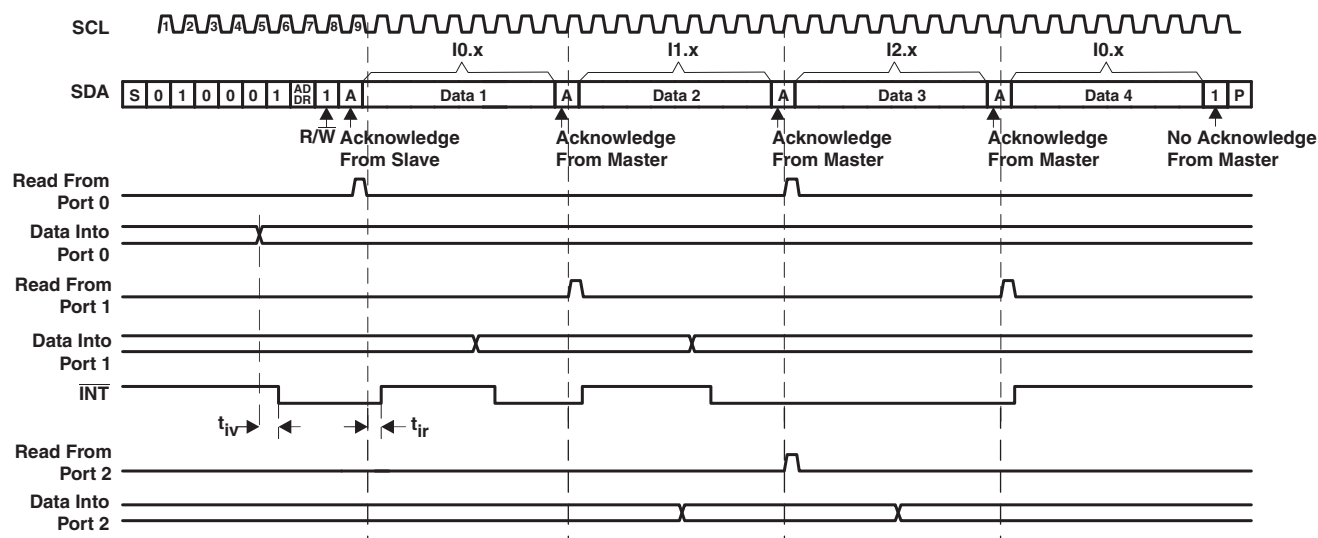 SCL 1 2 3 4 5 6 7 8 9
I0.x I1.x I2.x I0.x
SDA S 0 1 0 0 0 1 AD DR 1 A Data 1 A Data 2 A Data 3 A Data 4 1 P
R/W Acknowledge From Slave
Acknowledge From Master
Acknowledge From Master
Acknowledge From Master
No Acknowledge From Master
Read From
Port 0
Data Into
Port 0
Read From
Port 1
Data Into
Port 1
INT
tiv tir
Read From
Port 2
Data Into
Port 2